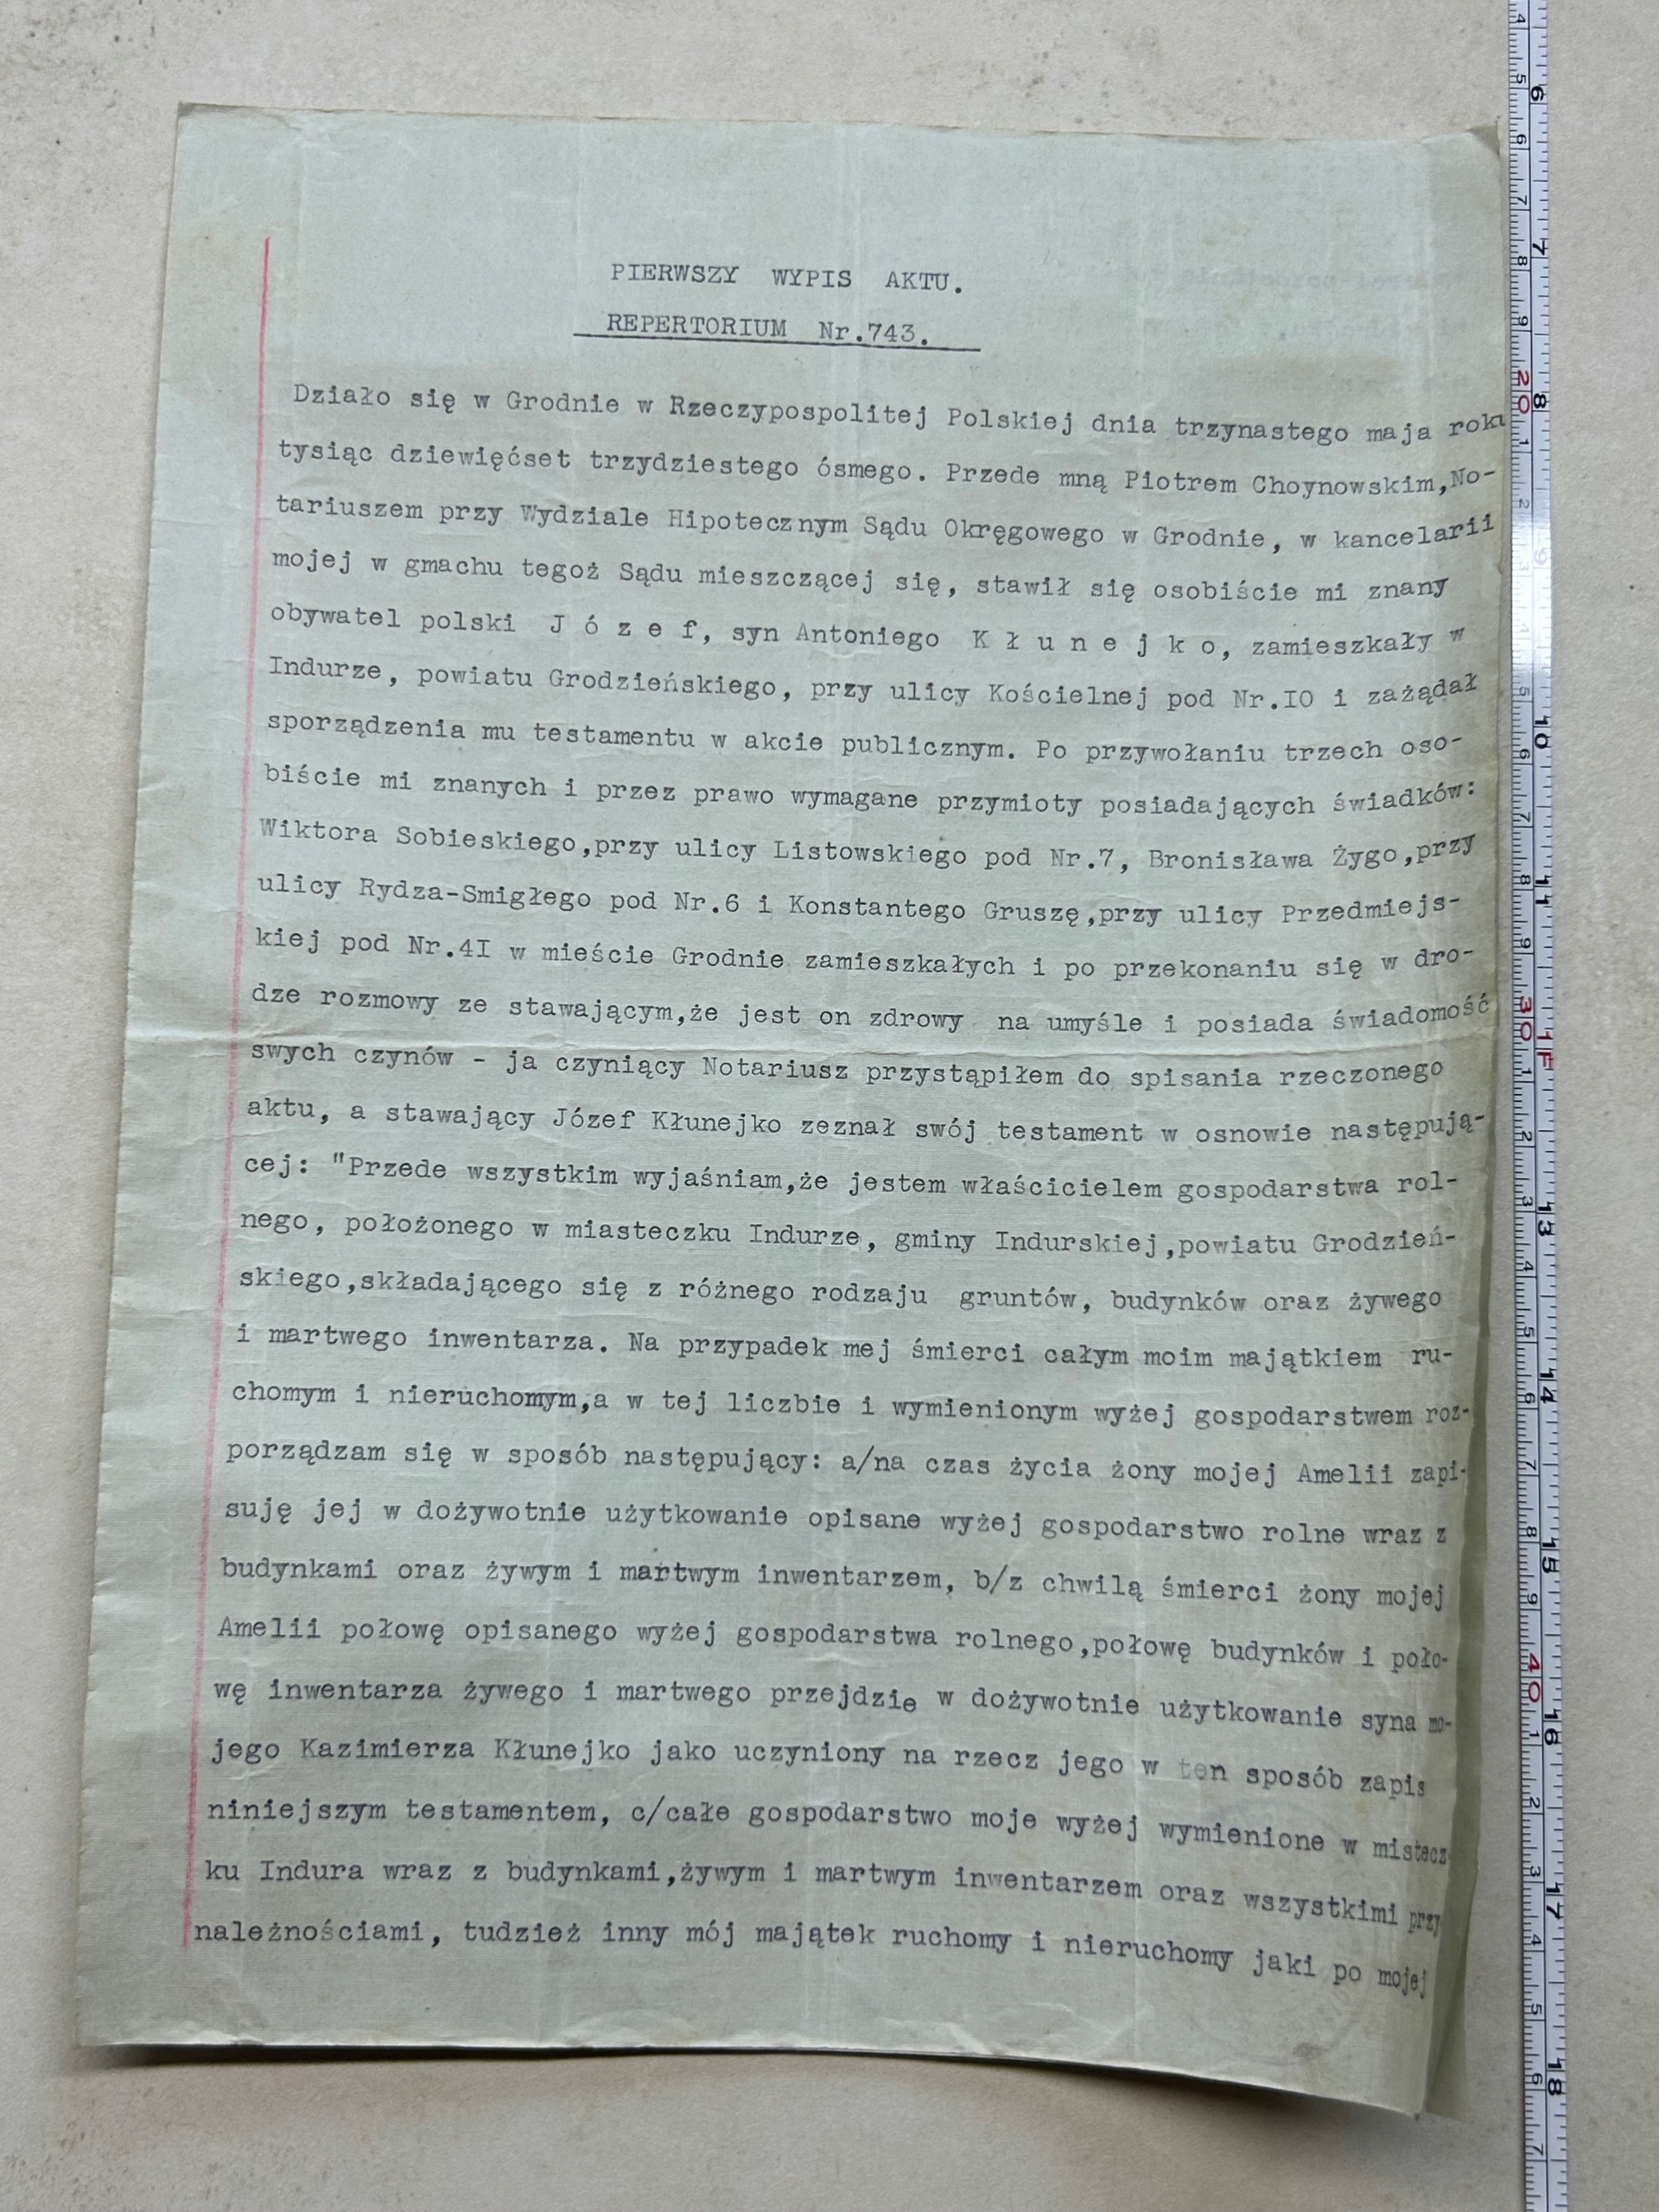 PIERWSZY WYPIS AKTU.
REPERTORIUM Nr.743.
Działo się w Grodnie w Rzeczypospolitej Polskiej dnia trzynastego maja roku
tysiąc dziewięćset trzydziestego ósmego. Przede mną Piotrem Choynowskim,No-
tariuszem przy Wydziale Hipotecznym Sądu Okręgowego w Grodnie, w kancelarii
mojej w gmachu tegoż Sądu mieszczącej się, stawił się osobiście mi znany
obywatel polski J ó z e f, syn Antoniego K ł u n e j k o, zamieszkały w
Indurze, powiatu Grodzieńskiego, przy ulicy Kościelnej pod Nr.IO i zażądał
sporządzenia mu testamentu w akcie publicznym. Po przywołaniu trzech oso-
biście mi znanych i przez prawo wymagane przymioty posiadających świadków:
Wiktora Sobieskiego,przy ulicy Listowskiego pod Nr.7, Bronisława Żygo,przy
ulicy Rydza-Smigłego pod Nr.6 i Konstantego Gruszę,przy ulicy Przedmiejs-
kiej pod Nr.4I w mieście Grodnie zamieszkałych i po przekonaniu się w dro-
dze rozmowy ze stawającym,że jest on zdrowy na umyśle i posiada świadomość
swych czynów - ja czyniący Notariusz przystąpiłem do spisania rzeczonego
aktu, a stawający Józef Kłunejko zeznał swój testament w osnowie następują-
cej: "Przede wszystkim wyjaśniam,że jestem właścicielem gospodarstwa rol-
nego, położonego w miasteczku Indurze, gminy Indurskiej,powiatu Grodzień-
skiego,składającego się z różnego rodzaju gruntów, budynków oraz żywego
i martwego inwentarza. Na przypadek mej śmierci całym moim majątkiem ru-
chomym i nieruchomym,a w tej liczbie i wymienionym wyżej gospodarstwem roz-
porządzam się w sposób następujący: a/na czas życia żony mojej Amelii zapi-
suję jej w dożywotnie użytkowanie opisane wyżej gospodarstwo rolne wraz z
budynkami oraz żywym i martwym inwentarzem, b/z chwilą śmierci żony mojej
Amelii połowę opisanego wyżej gospodarstwa rolnego,połowę budynków i poło-
wę inwentarza żywego i martwego przejdzie w dożywotnie użytkowanie syna mo-
jego Kazimierza Kłunejko jako uczyniony na rzecz jego w ten sposób zapis
niniejszym testamentem, c/całe gospodarstwo moje wyżej wymienione w mistecz
ku Indura wraz z budynkami,żywym i martwym inwentarzem oraz wszystkimi przy
należnościami, tudzież inny mój majątek ruchomy i nieruchomy jaki po mojej